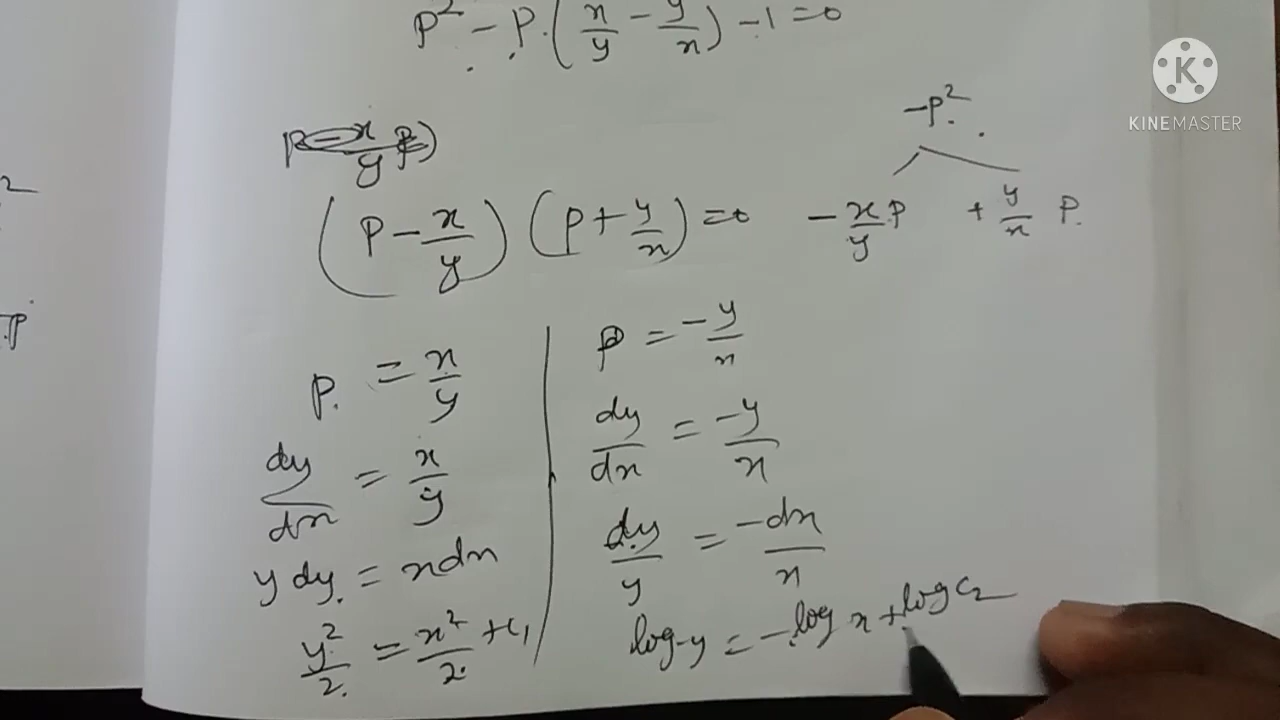 p² - p.(x/y - y/x) - 1 = 0
-p².
(p - x/y)(p + y/x) = 0
- x/y p + y/x p.
p. = x/y
dy/dx = x/y
y dy. = x dx
y²/2. = x²/2. + c₁
p = -y/x
dy/dx = -y/x
dy/y = -dx/x
log y = -log x + log c₂
2
p
KINEMASTER